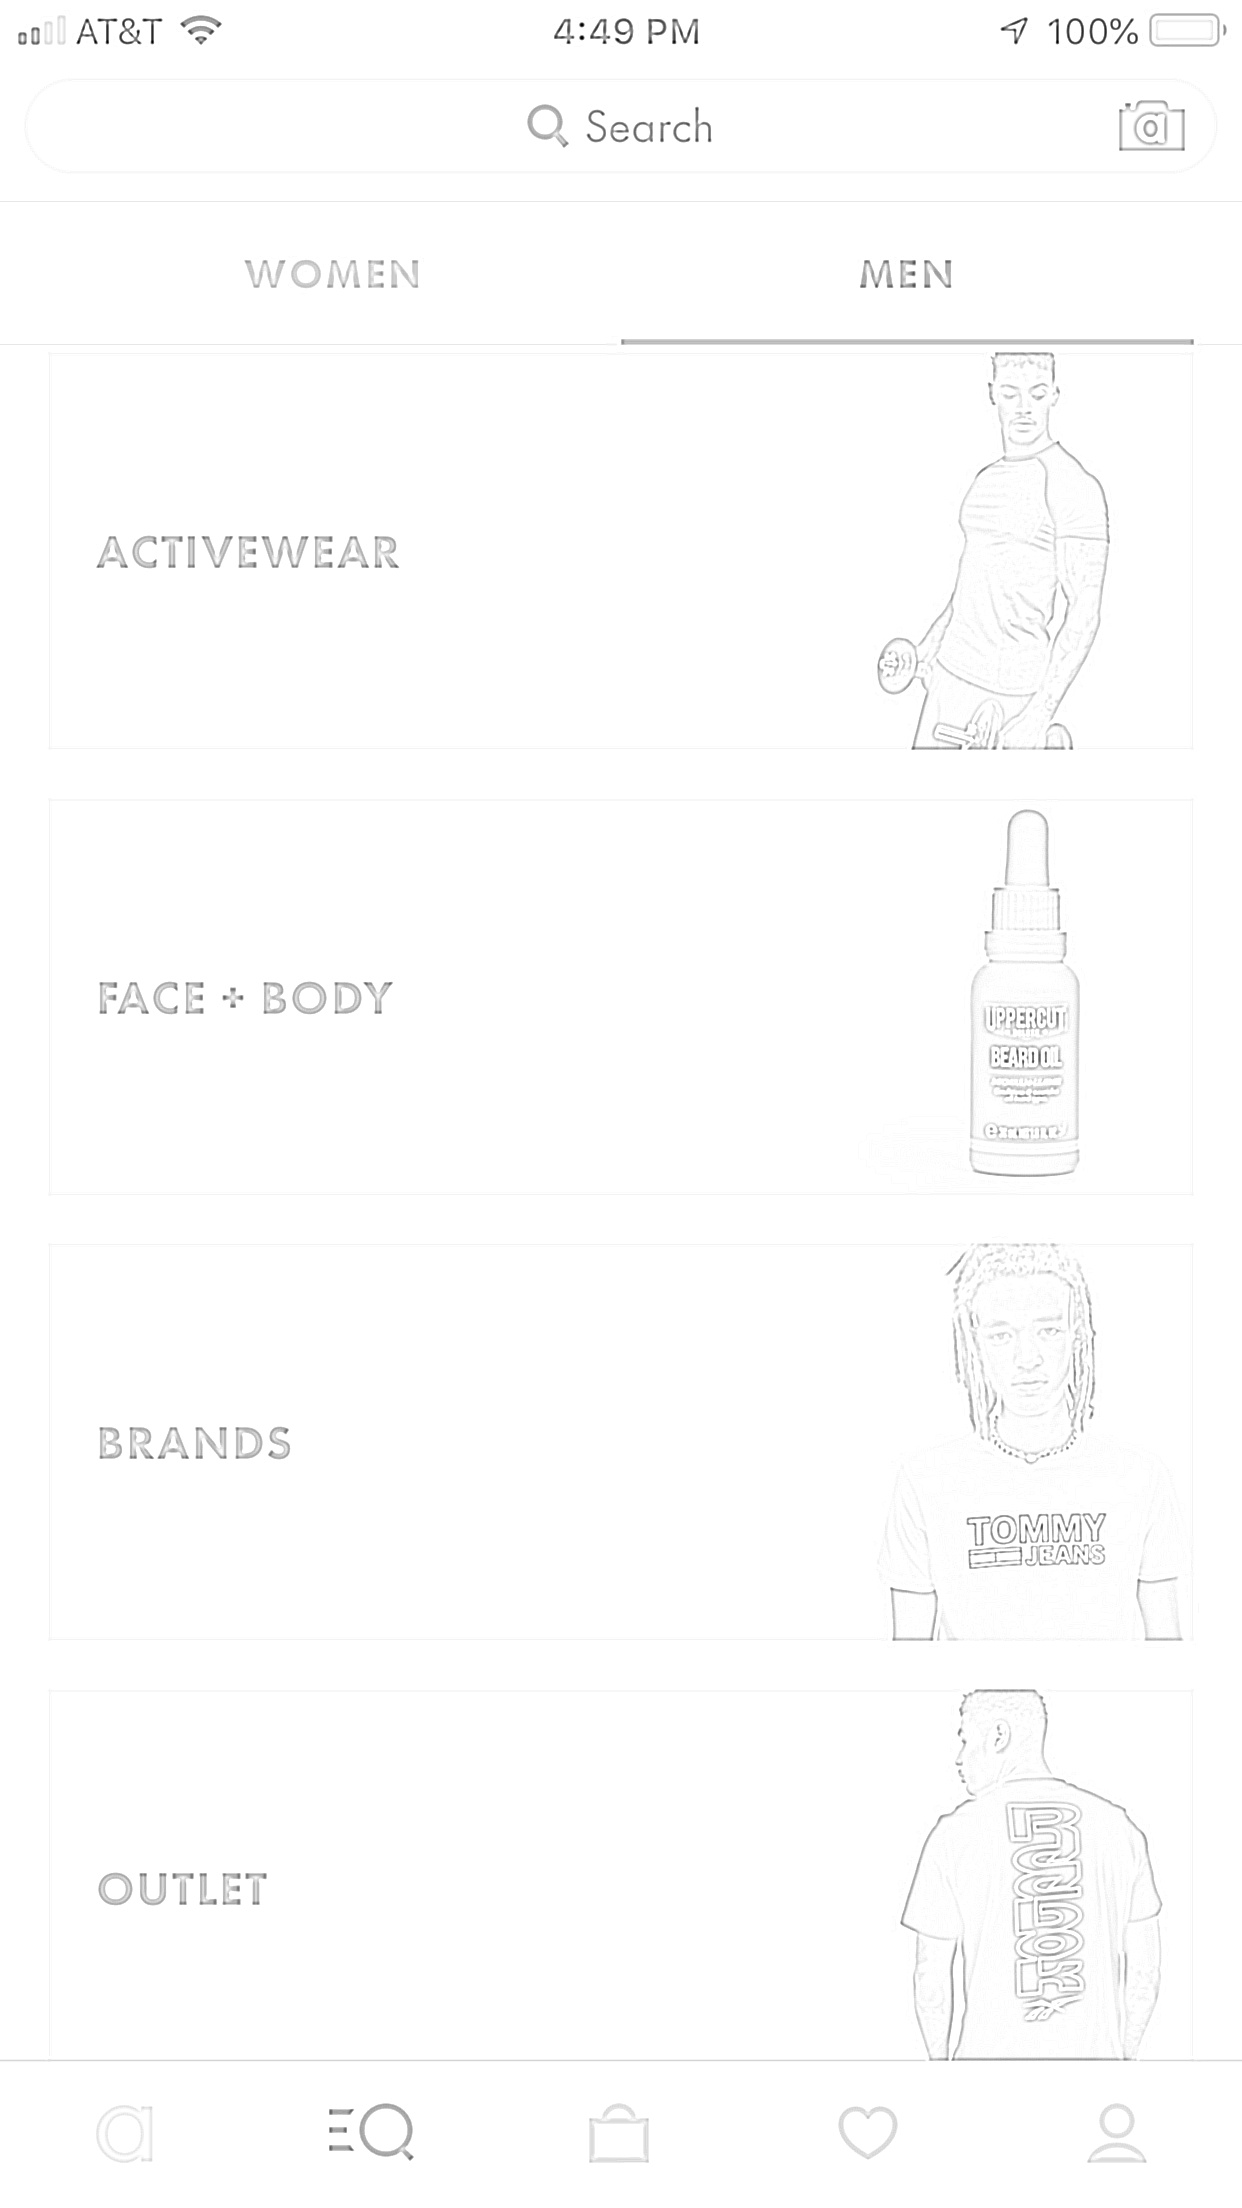 AT&T 4:49 PM 100%
Search
WOMEN MEN
ACTIVEWEAR
FACE + BODY
UPPERCUT
BEARD OIL
BRANDS
TOMMY
JEANS
OUTLET
Reebok